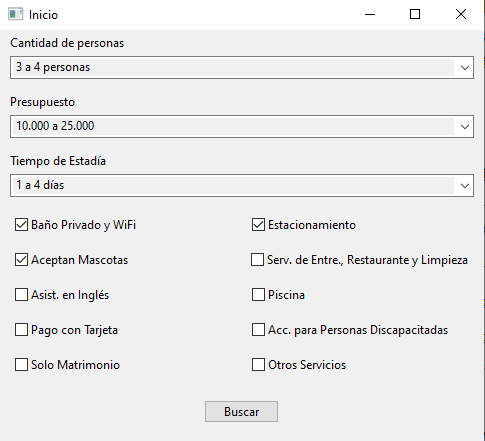 Inicio
Cantidad de personas
3 a 4 personas
Presupuesto
10.000 a 25.000
Tiempo de Estadía
1 a 4 días
Baño Privado y WiFi
Estacionamiento
Aceptan Mascotas
Serv. de Entre., Restaurante y Limpieza
Asist. en Inglés
Piscina
Pago con Tarjeta
Acc. para Personas Discapacitadas
Solo Matrimonio
Otros Servicios
Buscar